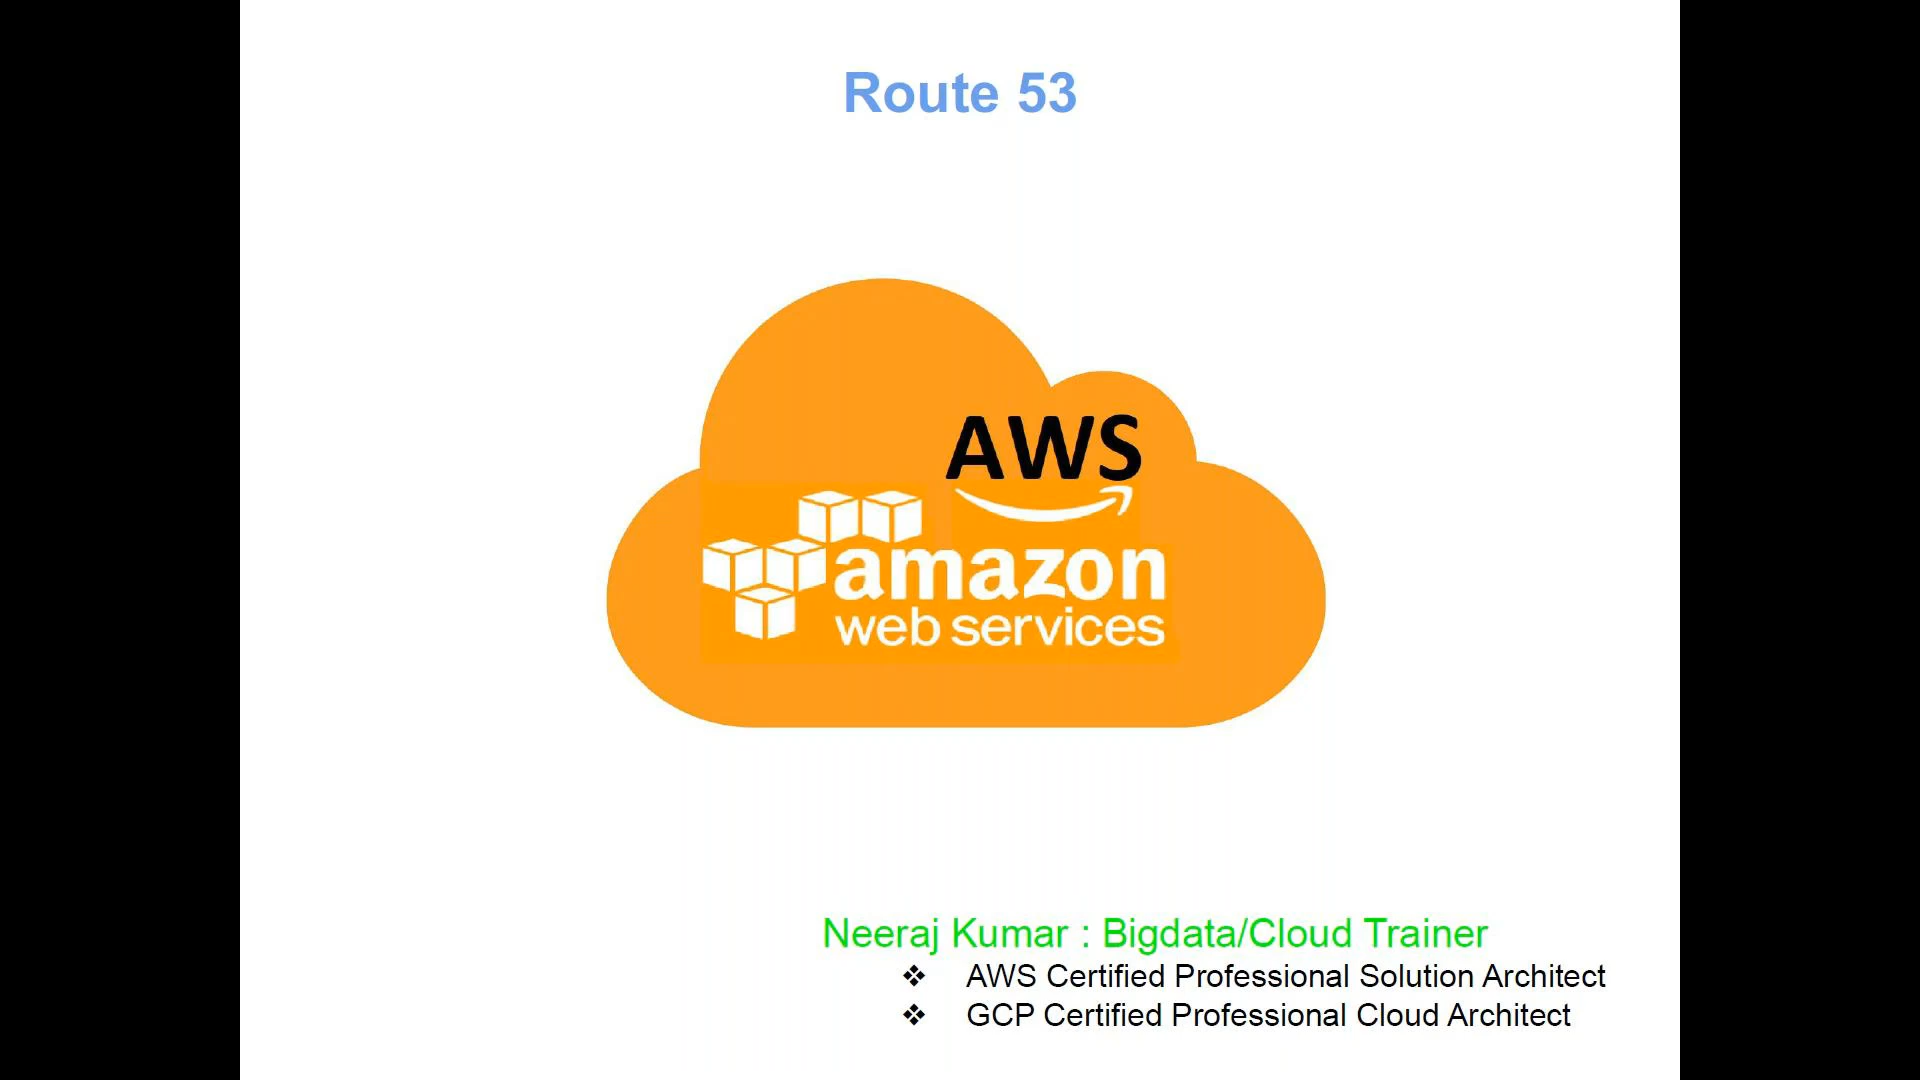 Route 53
AWS
amazon
web services
Neeraj Kumar : Bigdata/Cloud Trainer
❖ AWS Certified Professional Solution Architect
❖ GCP Certified Professional Cloud Architect